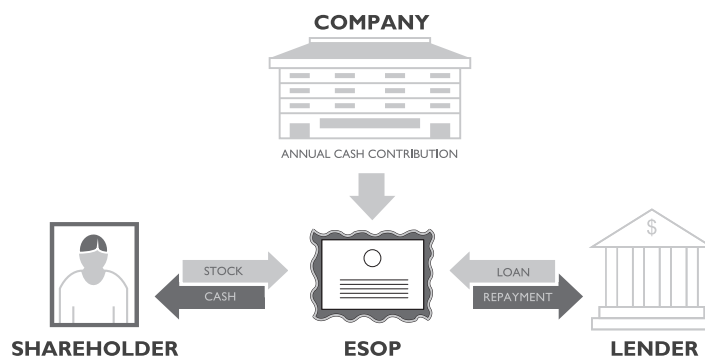 COMPANY
ANNUAL CASH CONTRIBUTION
$
STOCK
CASH
LOAN
REPAYMENT
SHAREHOLDER
ESOP
LENDER